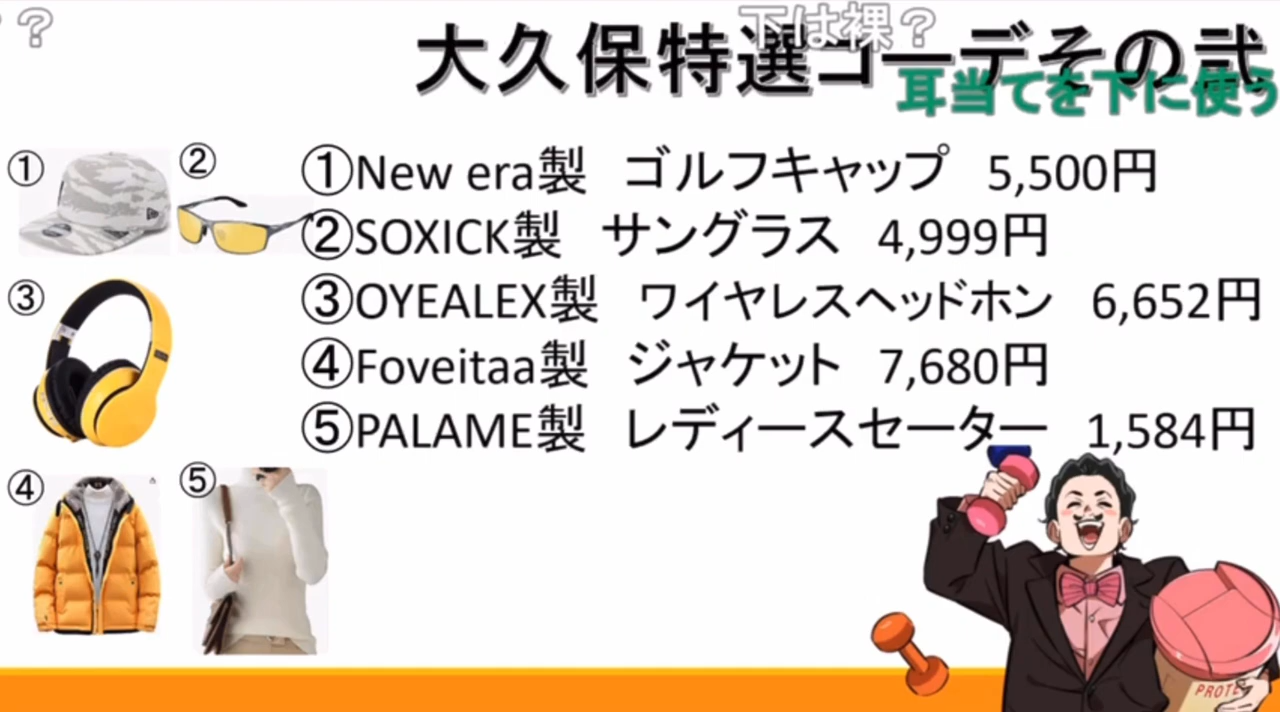 ?
下は裸?
大久保特選コーデその弐
耳当てを下に使う
① ②
①New era製 ゴルフキャップ 5,500円
②SOXICK製 サングラス 4,999円
③
③OYEALEX製 ワイヤレスヘッドホン 6,652円
④Foveitaa製 ジャケット 7,680円
⑤PALAME製 レディースセーター 1,584円
④ ⑤
PROTE